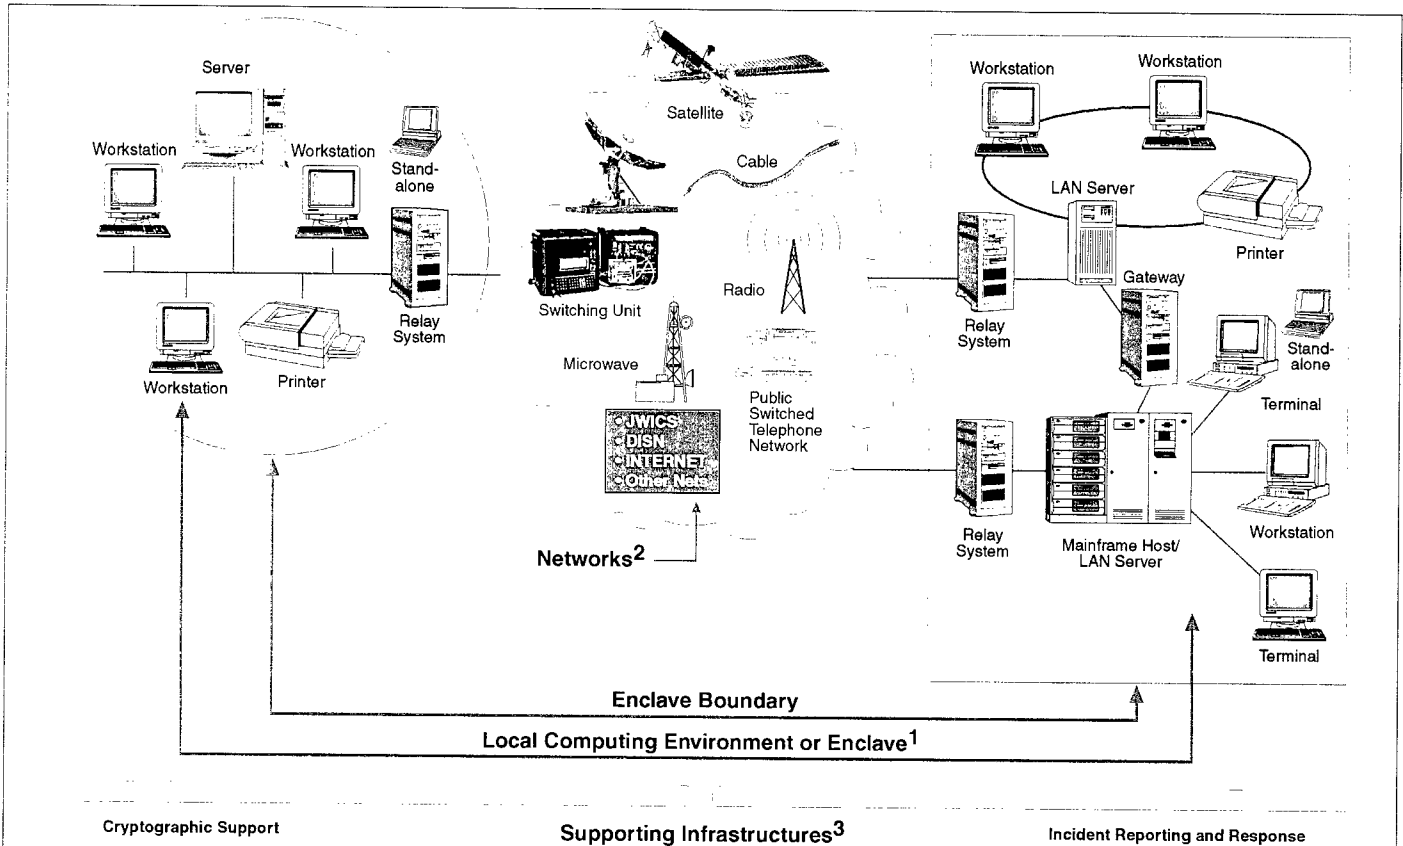 Server
Workstation
Workstation
Stand-
alone
Relay
System
Workstation
Printer
Satellite
Cable
Switching Unit
Radio
Microwave
Public
Switched
Telephone
Network
• JWICS
• DISN
• INTERNET
• Other Nets
Networks2
Workstation
Workstation
LAN Server
Printer
Relay
System
Gateway
Stand-
alone
Terminal
Relay
System
Mainframe Host/
LAN Server
Workstation
Terminal
Enclave Boundary
Local Computing Environment or Enclave1
Cryptographic Support
Supporting Infrastructures3
Incident Reporting and Response